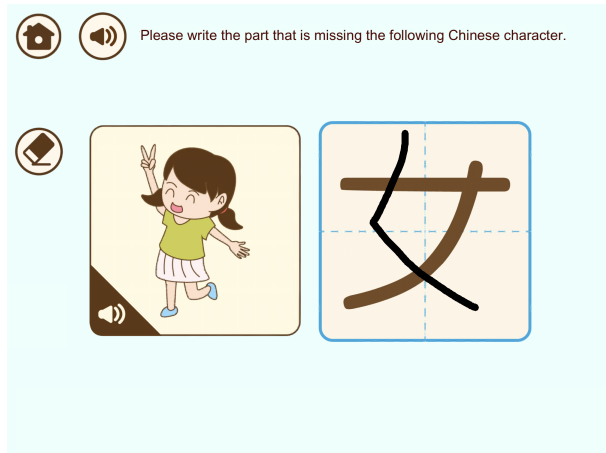 Please write the part that is missing the following Chinese character.
女